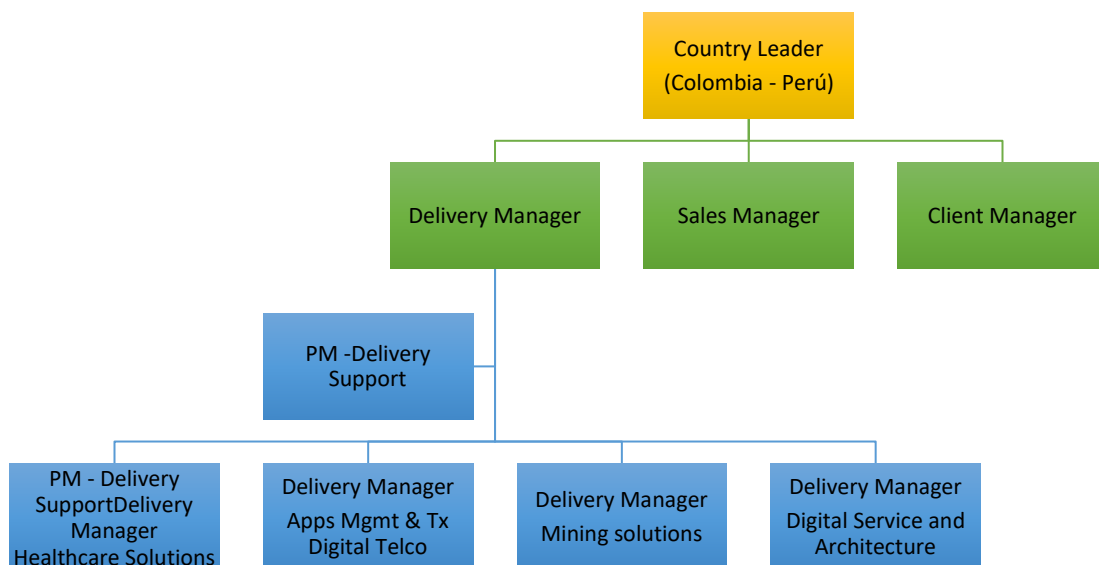 Country Leader
(Colombia - Perú)
Delivery Manager
Sales Manager
Client Manager
PM -Delivery
Support
PM - Delivery
SupportDelivery
Manager
Healthcare Solutions
Delivery Manager
Apps Mgmt & Tx
Digital Telco
Delivery Manager
Mining solutions
Delivery Manager
Digital Service and
Architecture